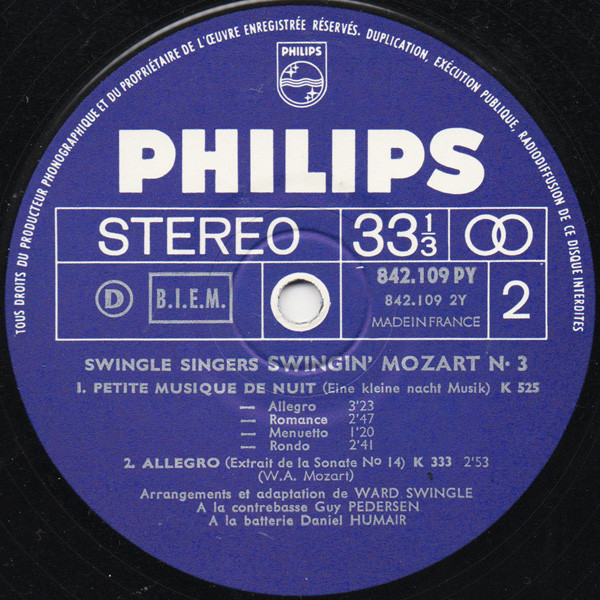 TOUS DROITS DU PRODUCTEUR PHONOGRAPHIQUE ET DU PROPRIÉTAIRE DE L'ŒUVRE ENREGISTRÉE RÉSERVÉS. DUPLICATION, EXÉCUTION PUBLIQUE, RADIODIFFUSION DE CE DISQUE INTERDITES
PHILIPS
PHILIPS
STEREO 33 1/3
842.109 PY
D B.I.E.M. 842.109 2Y 2
MADE IN FRANCE
SWINGLE SINGERS SWINGIN' MOZART N• 3
1. PETITE MUSIQUE DE NUIT (Eine kleine nacht Musik) K 525
— Allegro 3'23
— Romance 2'47
— Menuetto 1'20
— Rondo 2'41
2. ALLEGRO (Extrait de la Sonate No 14) K 333 2'53
(W.A. Mozart)
Arrangements et adaptation de WARD SWINGLE
A la contrebasse Guy PEDERSEN
A la batterie Daniel HUMAIR